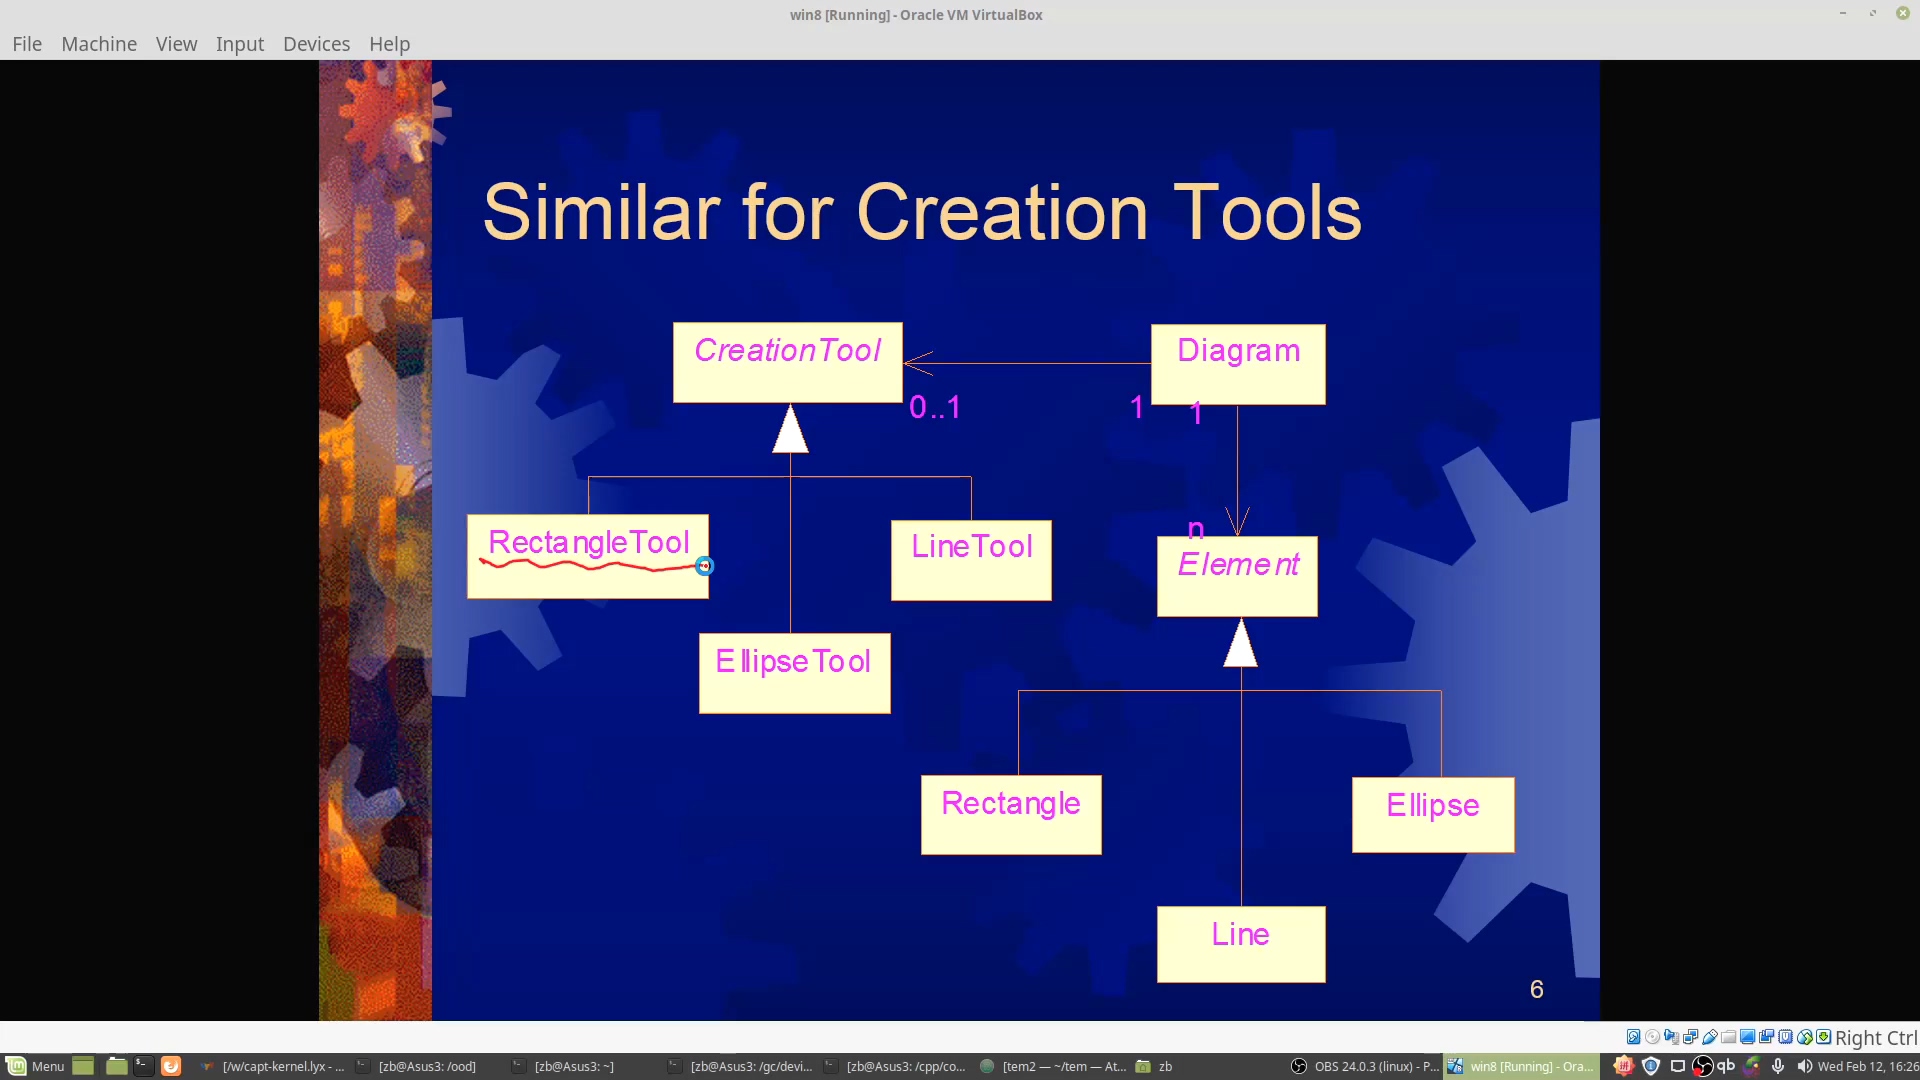 win8 [Running] - Oracle VM VirtualBox
File Machine View Input Devices Help
Similar for Creation Tools
CreationTool
Diagram
0..1
1
1
RectangleTool
LineTool
n
Element
EllipseTool
Rectangle
Ellipse
Line
6
Right Ctrl
Menu
[/w/capt-kernel.lyx - ...
[zb@Asus3: /ood]
[zb@Asus3: ~]
[zb@Asus3: /gc/devi...
[zb@Asus3: /cpp/co...
[tem2 — ~/tem — At...
zb
OBS 24.0.3 (linux) - P...
win8 [Running] - Ora...
qb
Wed Feb 12, 16:26